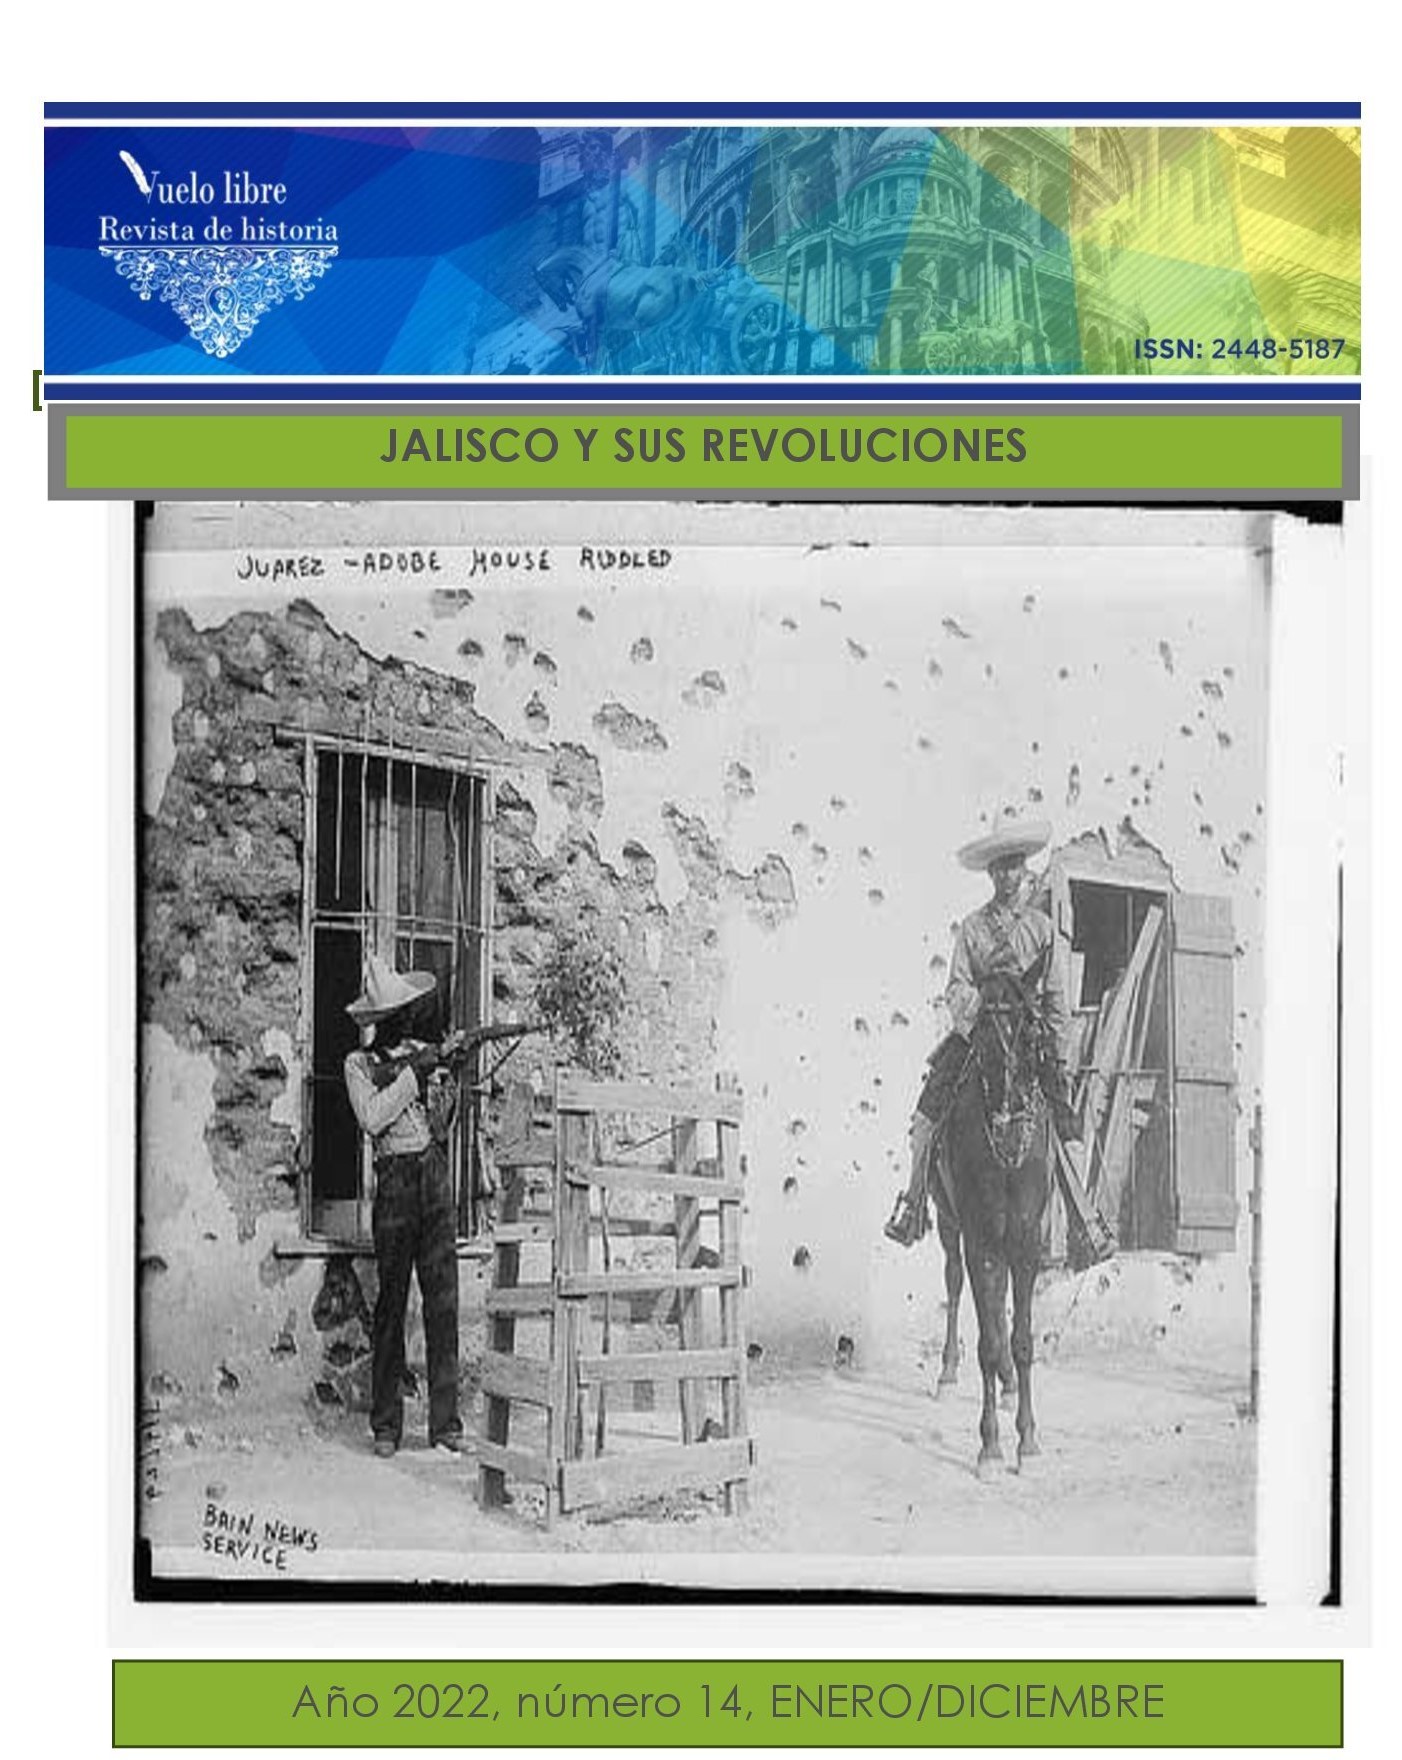 Vuelo libre
Revista de historia
ISSN: 2448-5187
[
JALISCO Y SUS REVOLUCIONES
JUAREZ - ADOBE HOUSE RIDDLED
BAIN NEWS
SERVICE
Año 2022, número 14, ENERO/DICIEMBRE